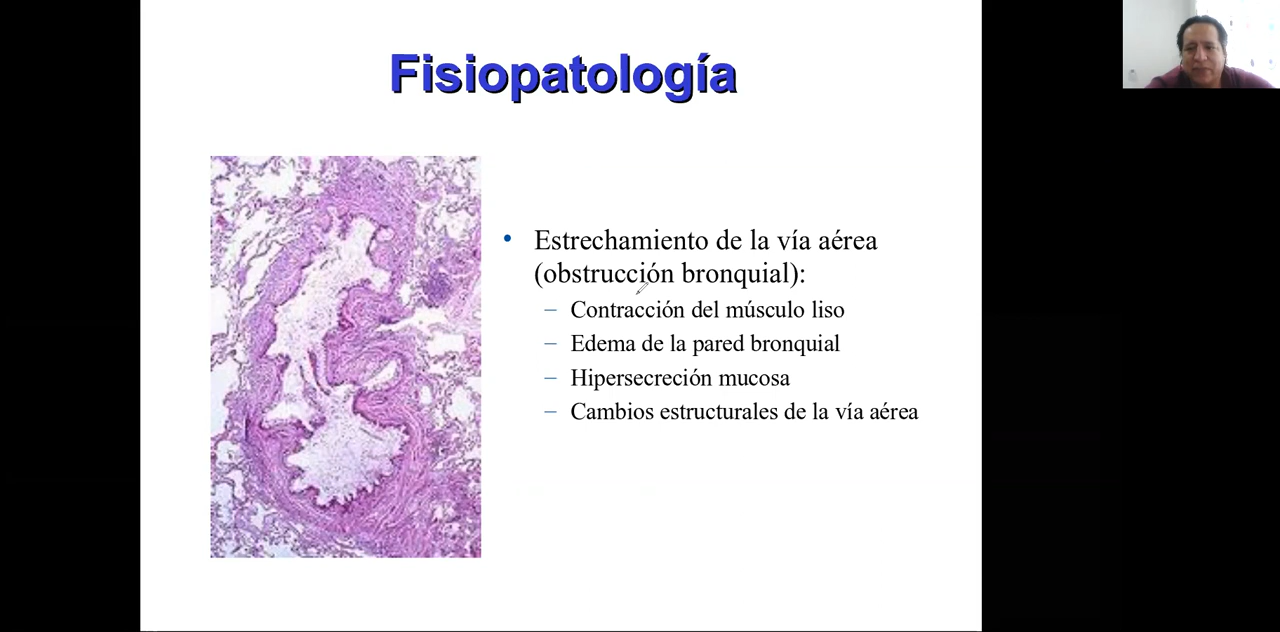 Fisiopatología
• Estrechamiento de la vía aérea
(obstrucción bronquial):
– Contracción del músculo liso
– Edema de la pared bronquial
– Hipersecreción mucosa
– Cambios estructurales de la vía aérea